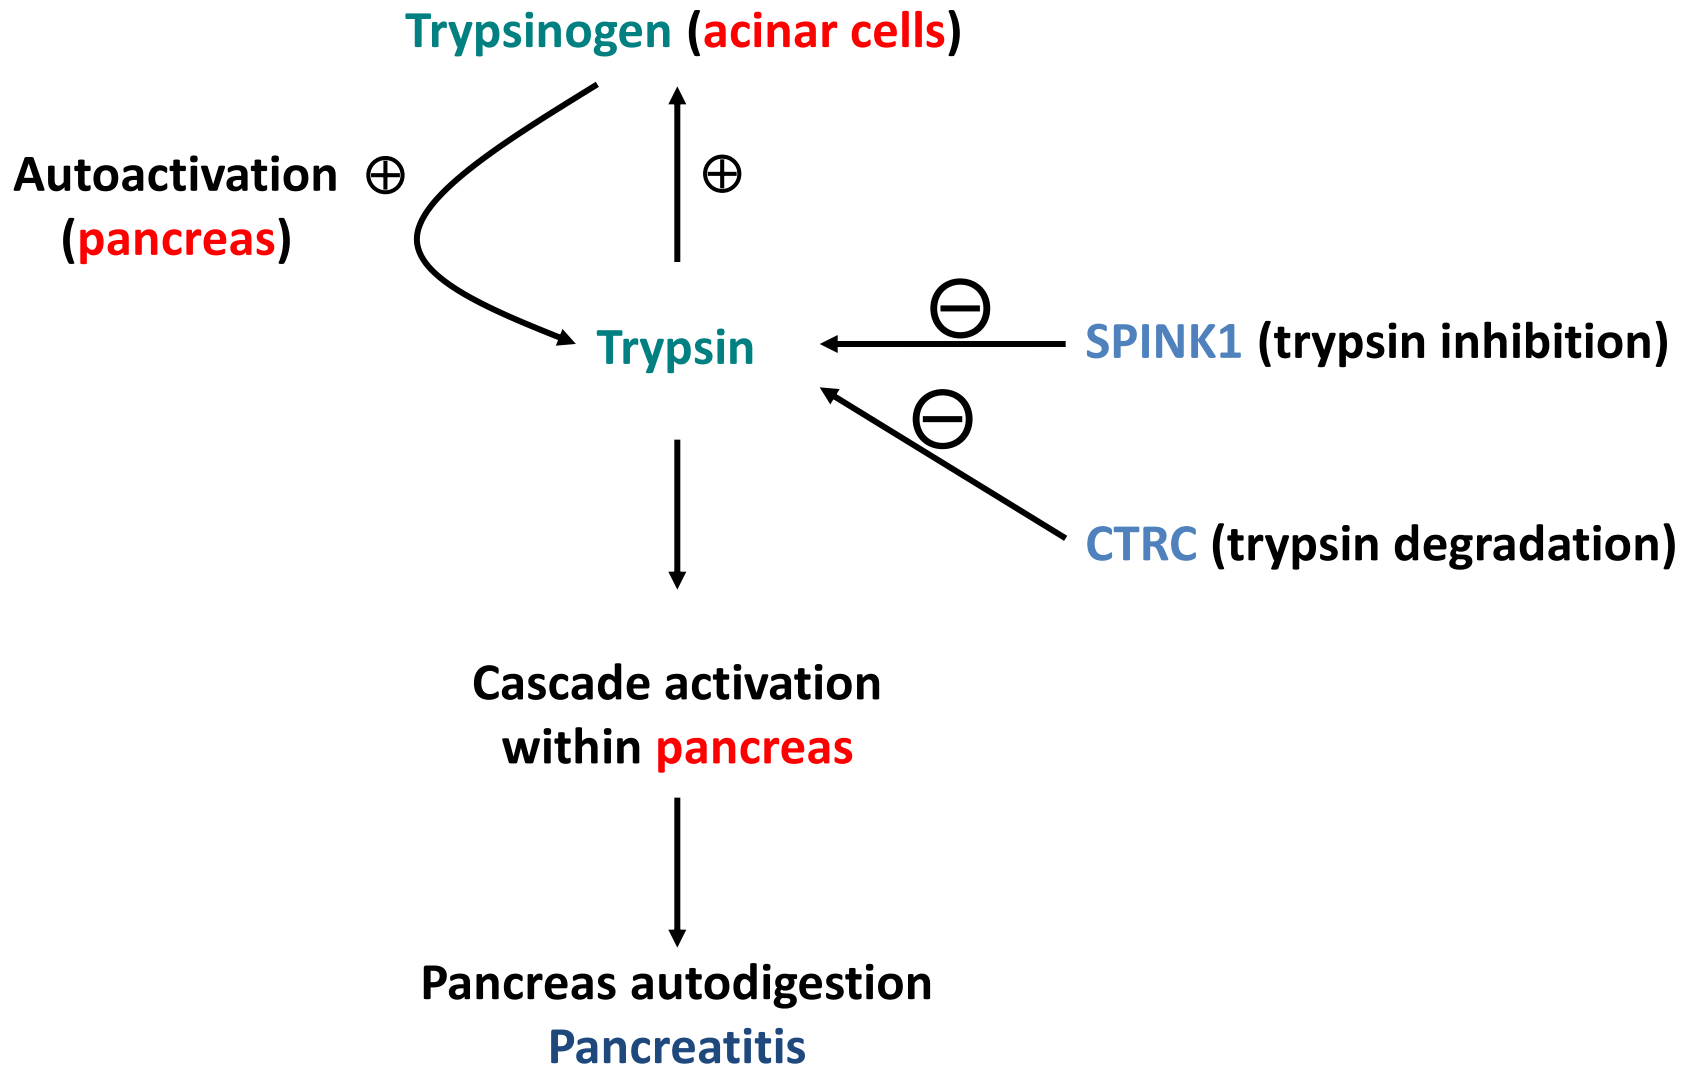 Trypsinogen (acinar cells)
Autoactivation
(pancreas)
Trypsin
SPINK1 (trypsin inhibition)
CTRC (trypsin degradation)
Cascade activation
within pancreas
Pancreas autodigestion
Pancreatitis